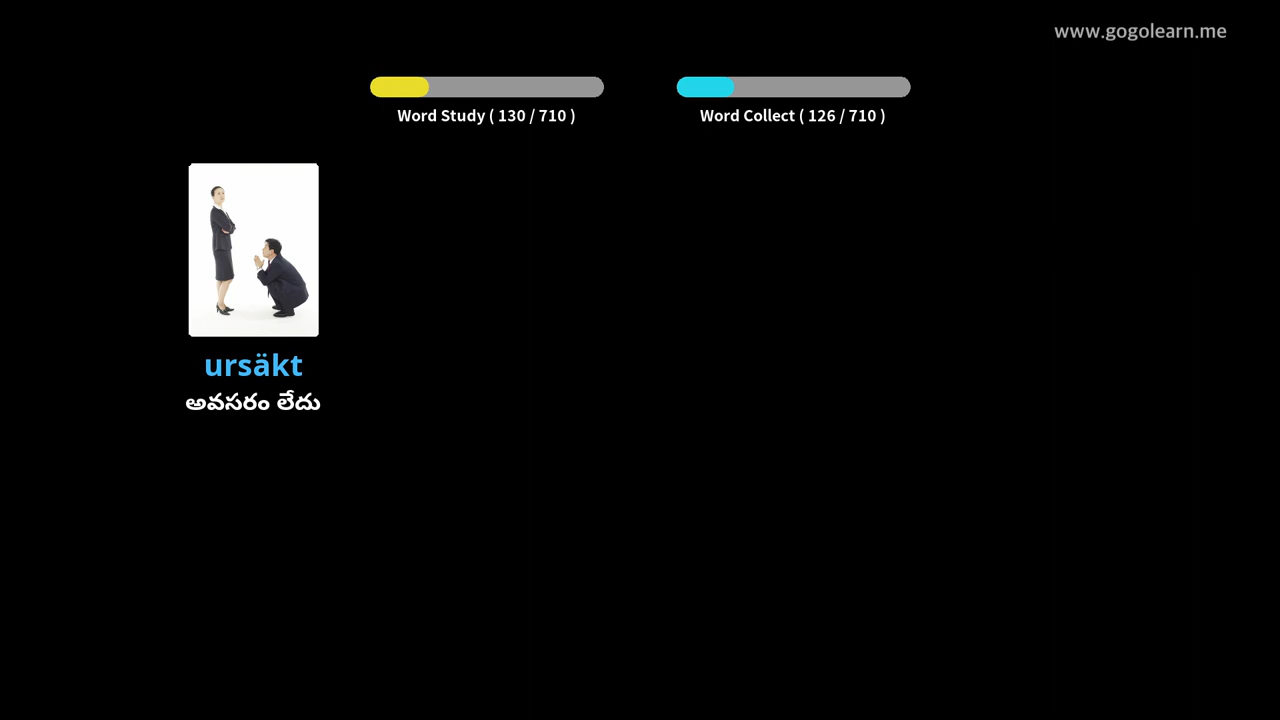 www.gogolearn.me
Word Study ( 130 / 710 )
Word Collect ( 126 / 710 )
ursäkt
అవసరం లేదు